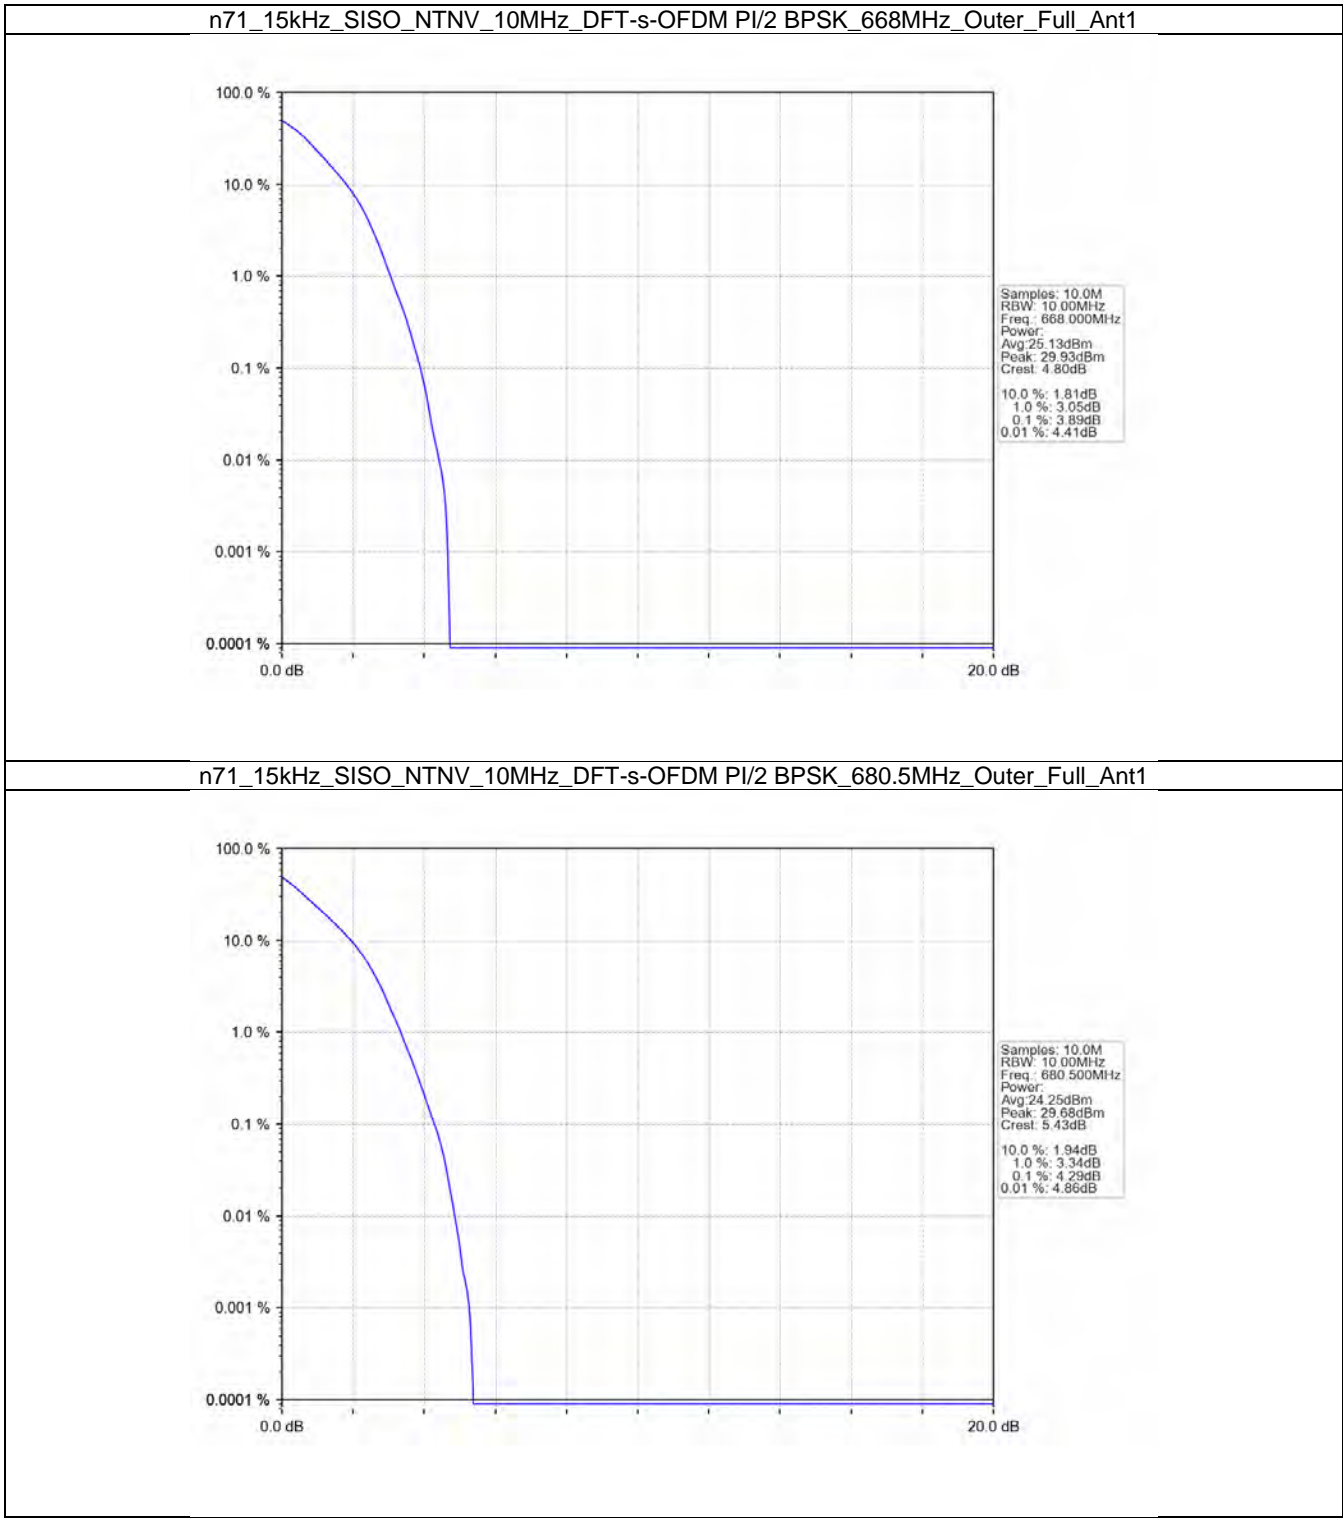 n71_15kHz_SISO_NTNV_10MHz_DFT-s-OFDM PI/2 BPSK_668MHz_Outer_Full_Ant1
100.0 %
10.0 %
1.0 %
0.1 %
0.01 %
0.001 %
0.0001 %
0.0 dB
20.0 dB
Samples: 10.0M
RBW: 10.00MHz
Freq.: 668.000MHz
Power:
Avg:25.13dBm
Peak: 29.93dBm
Crest: 4.80dB
10.0 %: 1.81dB
1.0 %: 3.05dB
0.1 %: 3.89dB
0.01 %: 4.41dB
n71_15kHz_SISO_NTNV_10MHz_DFT-s-OFDM PI/2 BPSK_680.5MHz_Outer_Full_Ant1
100.0 %
10.0 %
1.0 %
0.1 %
0.01 %
0.001 %
0.0001 %
0.0 dB
20.0 dB
Samples: 10.0M
RBW: 10.00MHz
Freq.: 680.500MHz
Power:
Avg:24.25dBm
Peak: 29.68dBm
Crest: 5.43dB
10.0 %: 1.94dB
1.0 %: 3.34dB
0.1 %: 4.29dB
0.01 %: 4.86dB